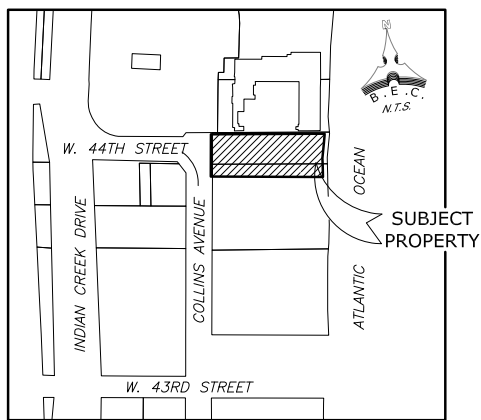 N
B. E. C.
N.T.S.
W. 44TH STREET
OCEAN
SUBJECT
PROPERTY
INDIAN CREEK DRIVE
COLLINS AVENUE
ATLANTIC
W. 43RD STREET